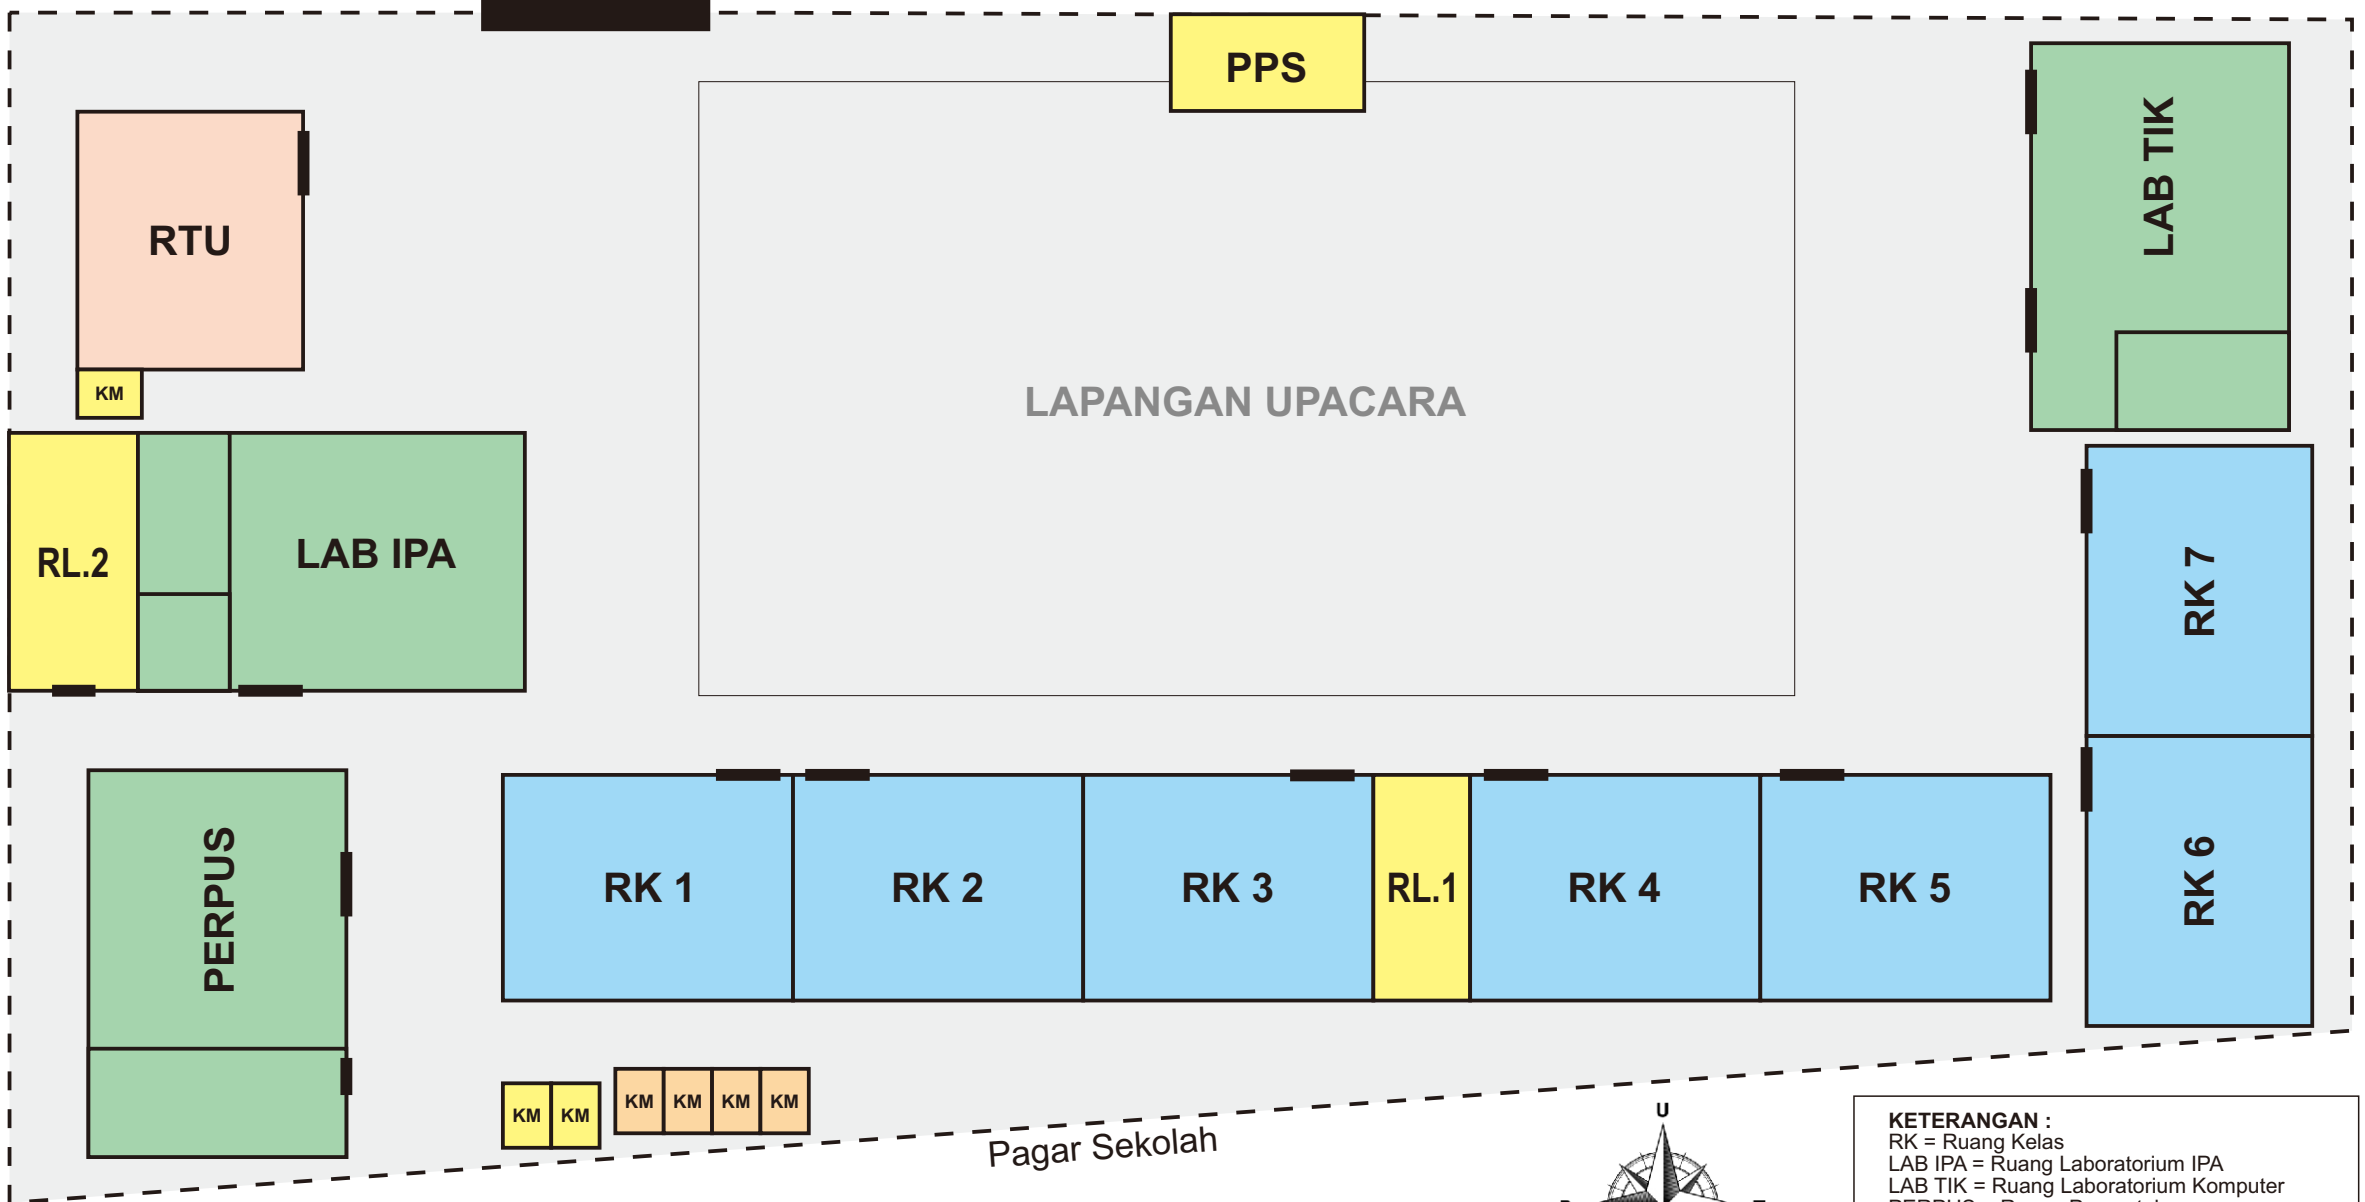 PPS
LAB TIK
RTU
KM
LAPANGAN UPACARA
RL.2
LAB IPA
RK 7
PERPUS
RK 1
RK 2
RK 3
RL.1
RK 4
RK 5
RK 6
KM
KM
KM
KM
KM
KM
Pagar Sekolah
U
KETERANGAN :
RK = Ruang Kelas
LAB IPA = Ruang Laboratorium IPA
LAB TIK = Ruang Laboratorium Komputer